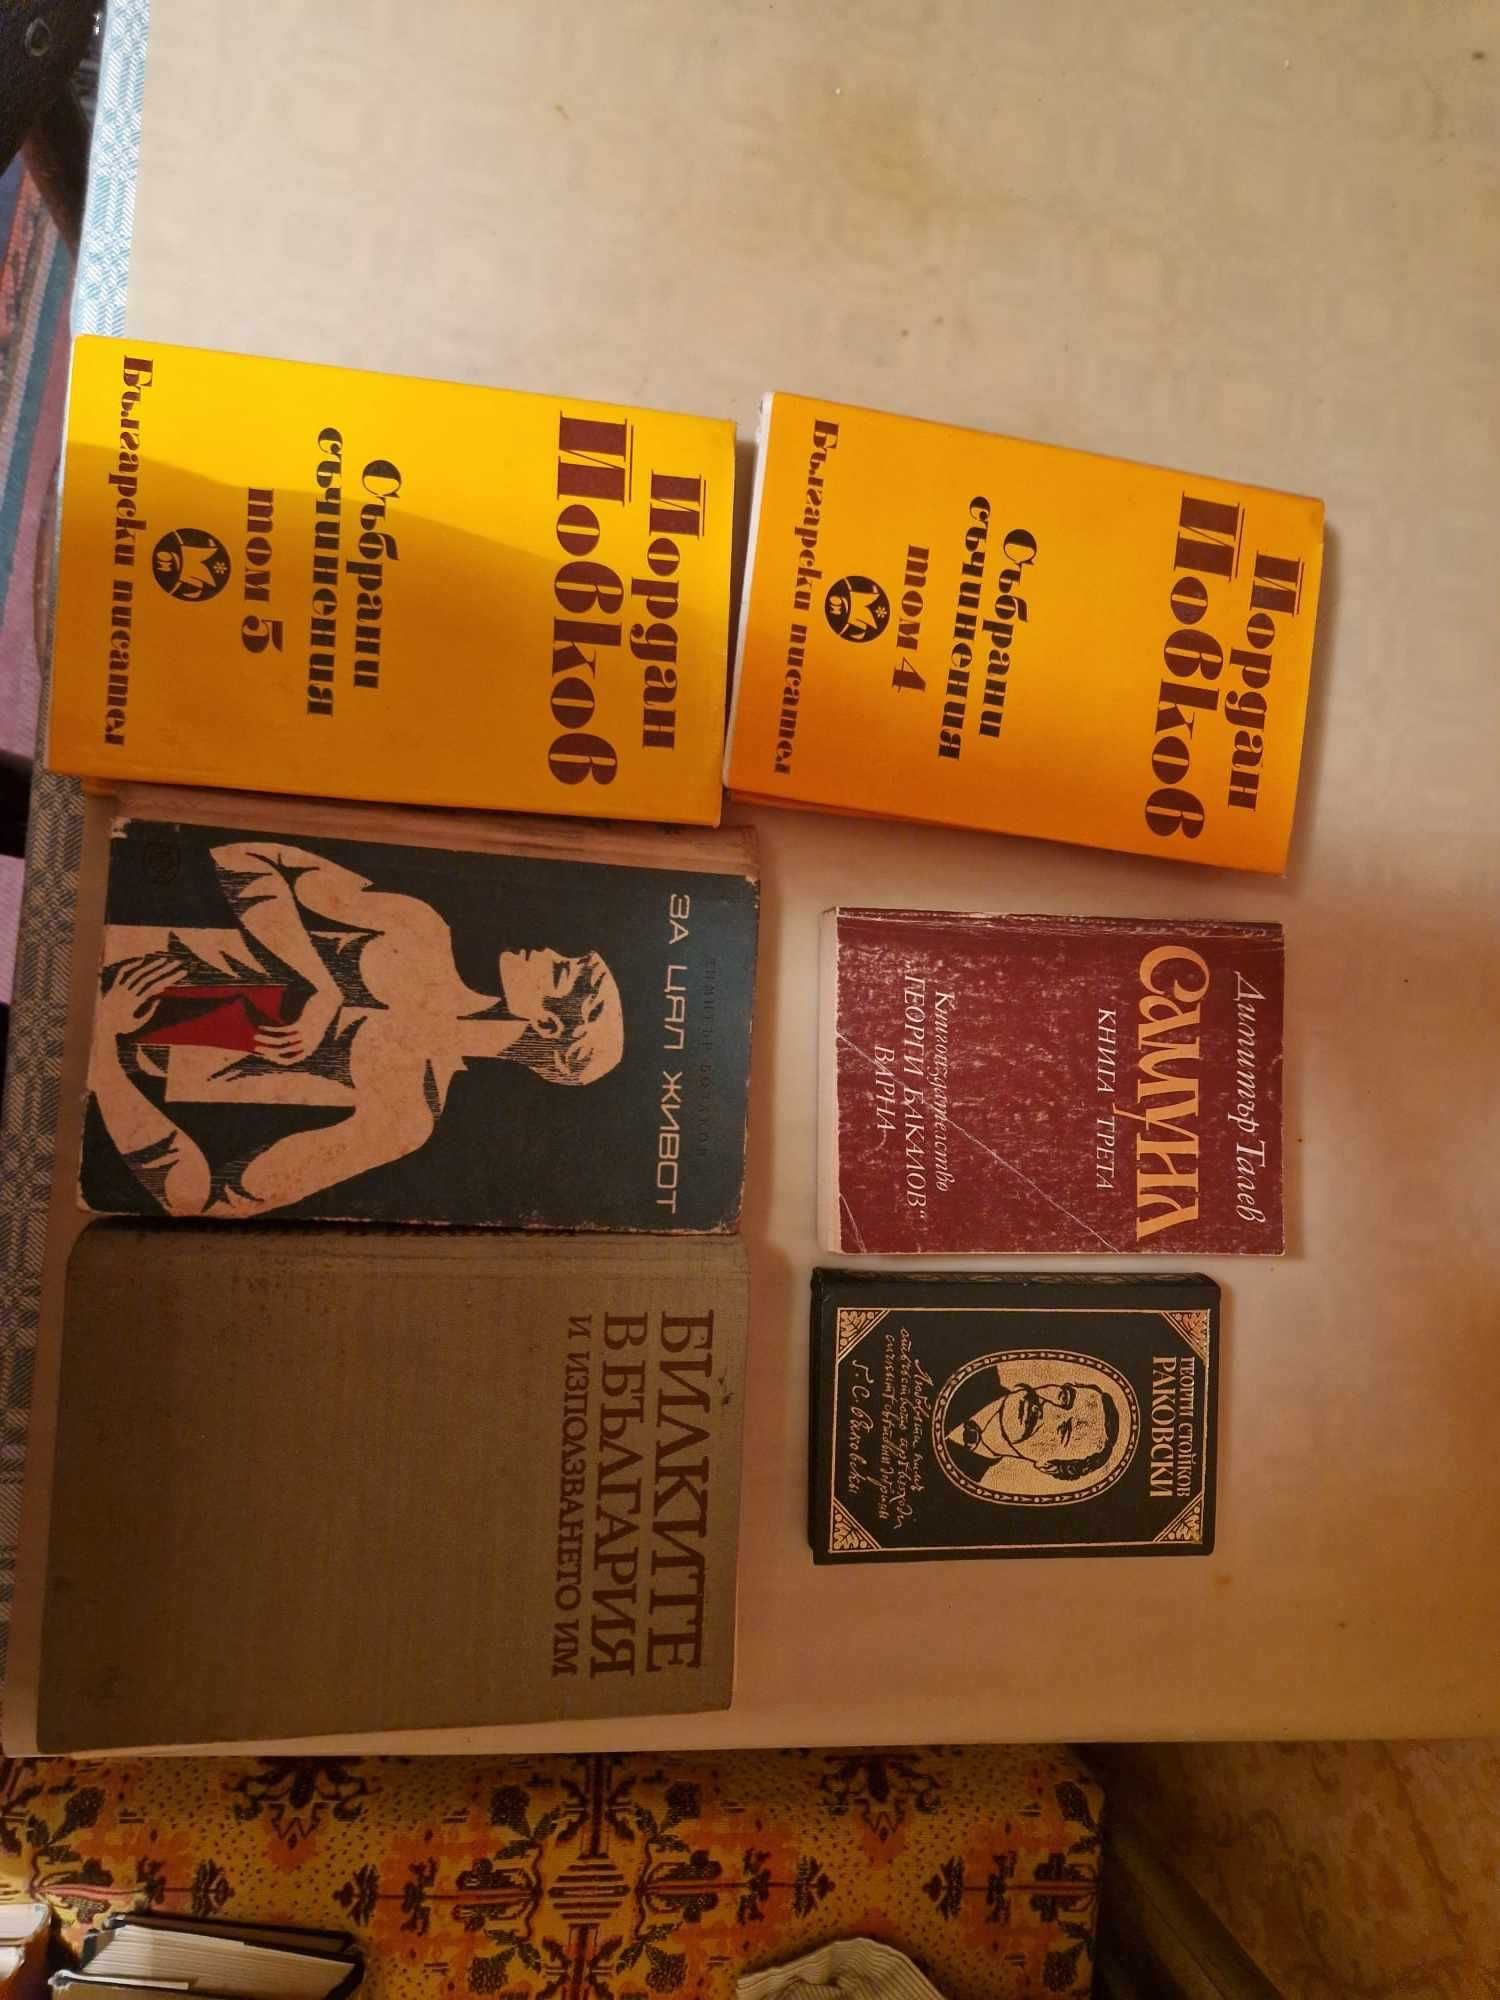 Йордан
Йовков
Събрани
съчинения
том 4
Български писател
Димитър Талев
САМУИЛ
КНИГА ТРЕТА
Книгоиздателство
„ГЕОРГИ БАКАЛОВ“
ВАРНА
ГЕОРГИ СТОЙКОВ
РАКОВСКИ
Йордан
Йовков
Събрани
съчинения
том 5
Български писател
ЗА ЦЯЛ ЖИВОТ
БИЛКИТЕ
В БЪЛГАРИЯ
И ИЗПОЛЗВАНЕТО ИМ